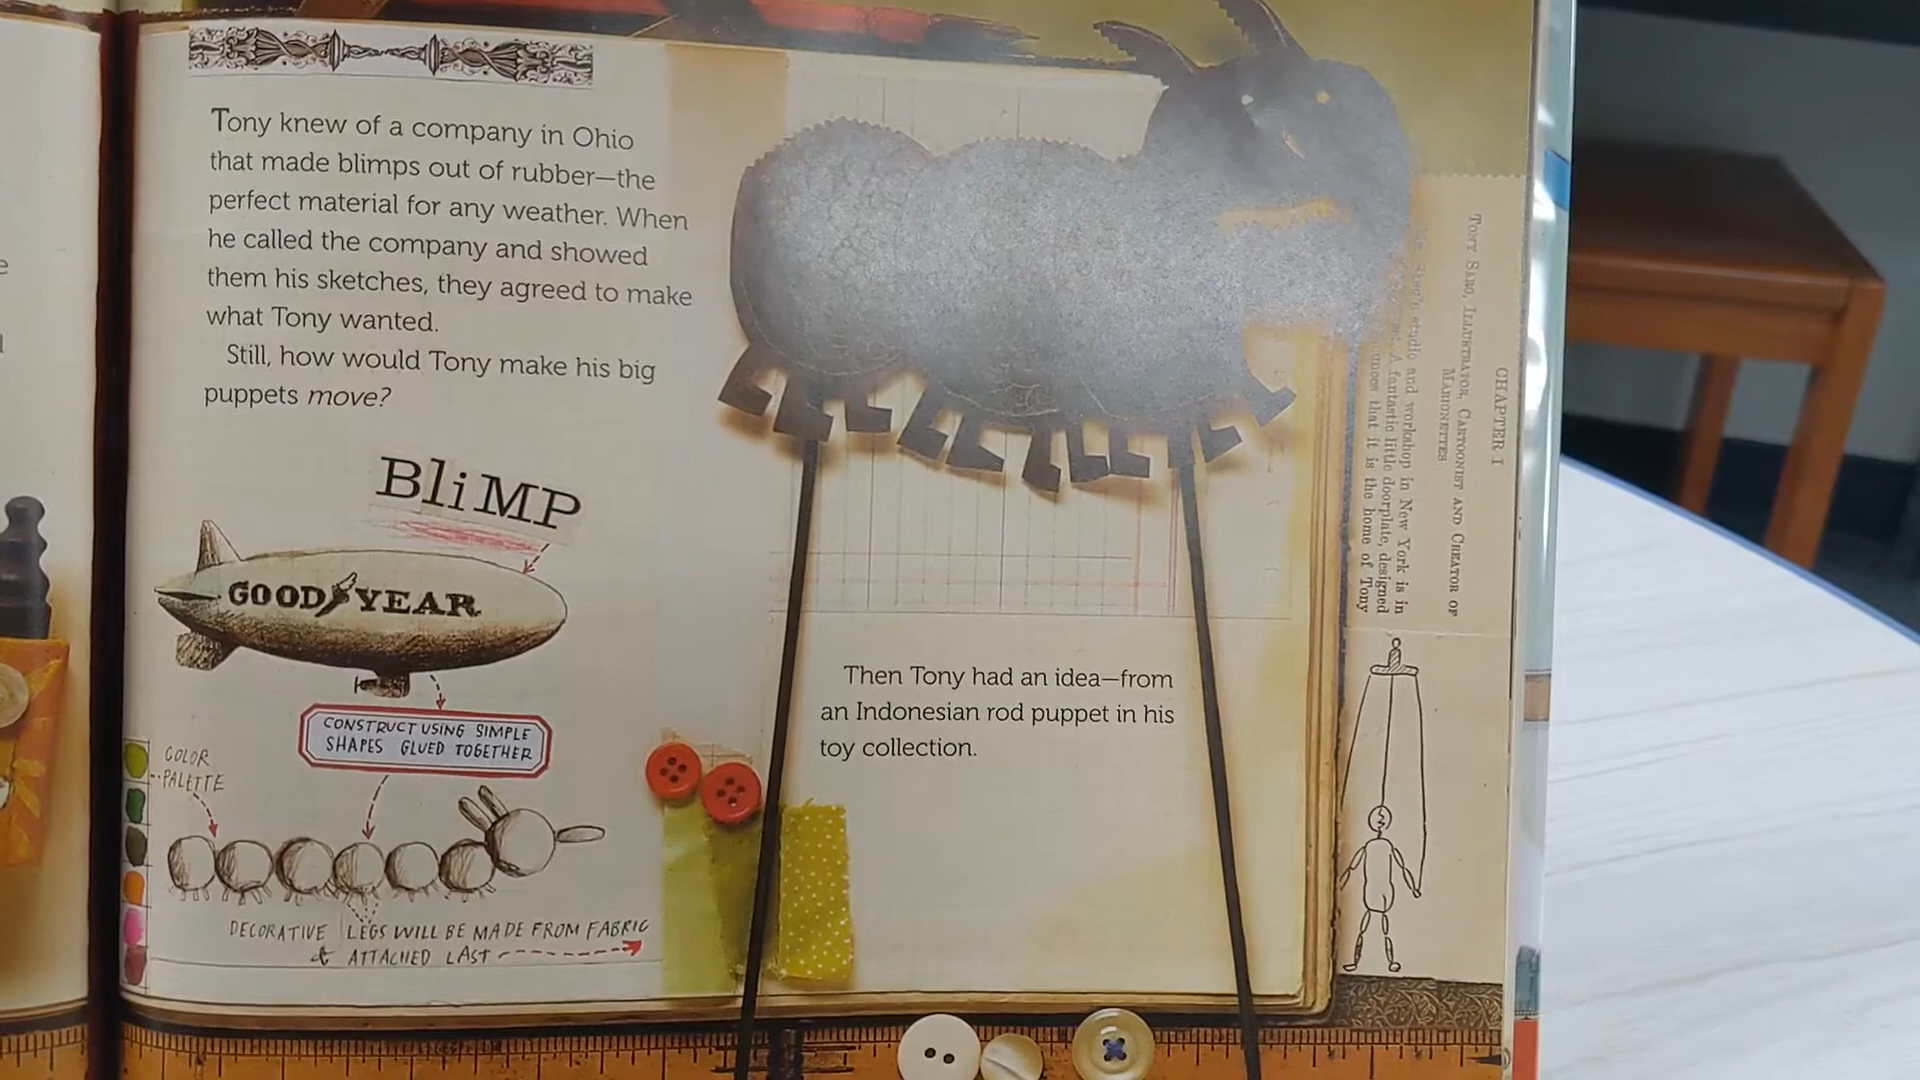 Tony knew of a company in Ohio
that made blimps out of rubber—the
perfect material for any weather. When
he called the company and showed
them his sketches, they agreed to make
what Tony wanted.
Still, how would Tony make his big
puppets move?
BLiMP
GOODYEAR
CONSTRUCT USING SIMPLE
SHAPES GLUED TOGETHER
COLOR
PALETTE
DECORATIVE LEGS WILL BE MADE FROM FABRIC
& ATTACHED LAST
Then Tony had an idea—from
an Indonesian rod puppet in his
toy collection.
CHAPTER I
TONY SARG, ILLUSTRATOR, CARTOONIST AND CREATOR OF
MARIONETTES
studio and workshop in New York is in
A fantastic little doorplate, designed
that it is the home of Tony